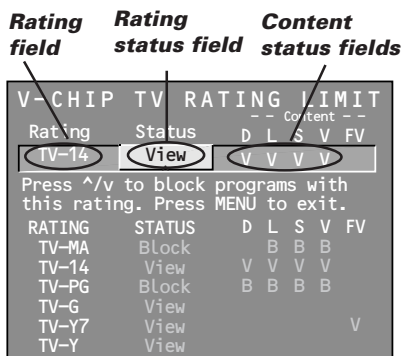 Rating field
Rating status field
Content status fields
V-CHIP TV RATING LIMIT
-- Content --
Rating Status D L S V FV
TV-14 View V V V V
Press ^/v to block programs with
this rating. Press MENU to exit.
RATING STATUS D L S V FV
TV-MA Block B B B
TV-14 View V V V V
TV-PG Block B B B B
TV-G View
TV-Y7 View V
TV-Y View